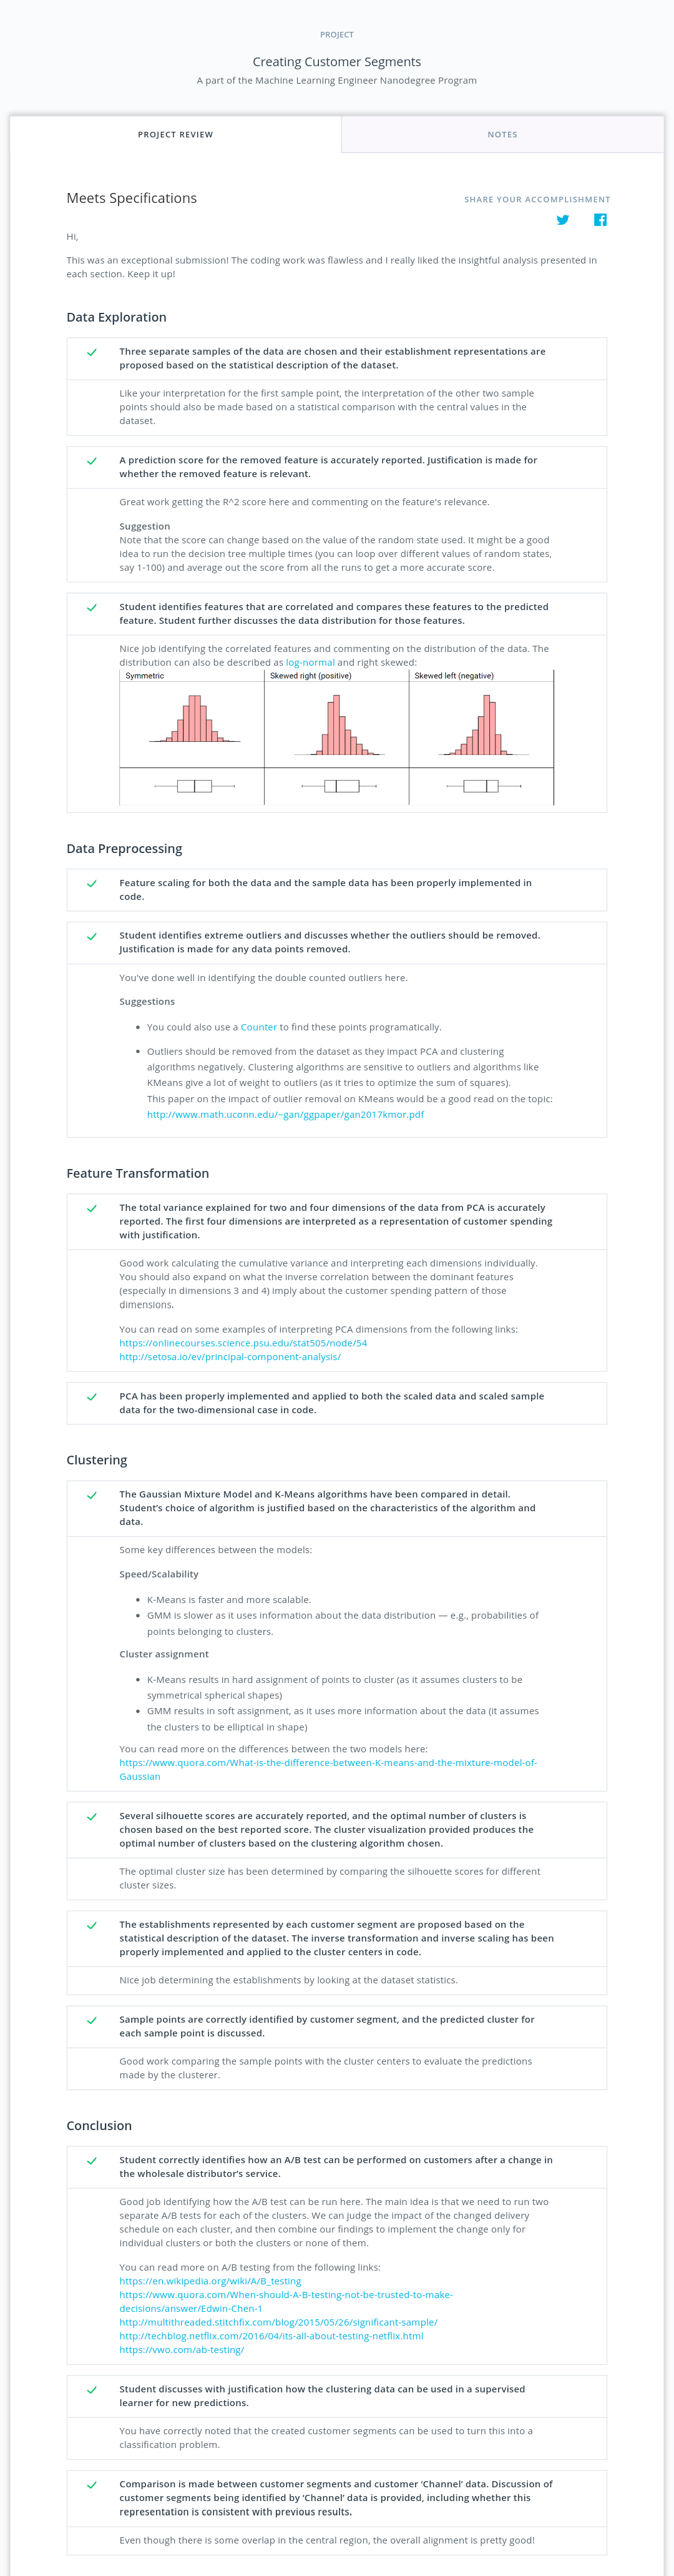 PROJECT
Creating Customer Segments
A part of the Machine Learning Engineer Nanodegree Program
PROJECT REVIEW
NOTES
Meets Specifications
SHARE YOUR ACCOMPLISHMENT
Hi,
This was an exceptional submission! The coding work was flawless and I really liked the insightful analysis presented in
each section. Keep it up!
Data Exploration
Three separate samples of the data are chosen and their establishment representations are
proposed based on the statistical description of the dataset.
Like your interpretation for the first sample point, the interpretation of the other two sample
points should also be made based on a statistical comparison with the central values in the
dataset.
A prediction score for the removed feature is accurately reported. Justification is made for
whether the removed feature is relevant.
Great work getting the R^2 score here and commenting on the feature's relevance.
Suggestion
Note that the score can change based on the value of the random state used. It might be a good
idea to run the decision tree multiple times (you can loop over different values of random states,
say 1-100) and average out the score from all the runs to get a more accurate score.
Student identifies features that are correlated and compares these features to the predicted
feature. Student further discusses the data distribution for those features.
Nice job identifying the correlated features and commenting on the distribution of the data. The
distribution can also be described as log-normal and right skewed:
Symmetric
Skewed right (positive)
Skewed left (negative)
Data Preprocessing
Feature scaling for both the data and the sample data has been properly implemented in
code.
Student identifies extreme outliers and discusses whether the outliers should be removed.
Justification is made for any data points removed.
You've done well in identifying the double counted outliers here.
Suggestions
• You could also use a Counter to find these points programatically.
• Outliers should be removed from the dataset as they impact PCA and clustering
algorithms negatively. Clustering algorithms are sensitive to outliers and algorithms like
KMeans give a lot of weight to outliers (as it tries to optimize the sum of squares).
This paper on the impact of outlier removal on KMeans would be a good read on the topic:
http://www.math.uconn.edu/~gan/ggpaper/gan2017kmor.pdf
Feature Transformation
The total variance explained for two and four dimensions of the data from PCA is accurately
reported. The first four dimensions are interpreted as a representation of customer spending
with justification.
Good work calculating the cumulative variance and interpreting each dimensions individually.
You should also expand on what the inverse correlation between the dominant features
(especially in dimensions 3 and 4) imply about the customer spending pattern of those
dimensions.
You can read on some examples of interpreting PCA dimensions from the following links:
https://onlinecourses.science.psu.edu/stat505/node/54
http://setosa.io/ev/principal-component-analysis/
PCA has been properly implemented and applied to both the scaled data and scaled sample
data for the two-dimensional case in code.
Clustering
The Gaussian Mixture Model and K-Means algorithms have been compared in detail.
Student's choice of algorithm is justified based on the characteristics of the algorithm and
data.
Some key differences between the models:
Speed/Scalability
• K-Means is faster and more scalable.
• GMM is slower as it uses information about the data distribution — e.g., probabilities of
points belonging to clusters.
Cluster assignment
• K-Means results in hard assignment of points to cluster (as it assumes clusters to be
symmetrical spherical shapes)
• GMM results in soft assignment, as it uses more information about the data (it assumes
the clusters to be elliptical in shape)
You can read more on the differences between the two models here:
https://www.quora.com/What-is-the-difference-between-K-means-and-the-mixture-model-of-
Gaussian
Several silhouette scores are accurately reported, and the optimal number of clusters is
chosen based on the best reported score. The cluster visualization provided produces the
optimal number of clusters based on the clustering algorithm chosen.
The optimal cluster size has been determined by comparing the silhouette scores for different
cluster sizes.
The establishments represented by each customer segment are proposed based on the
statistical description of the dataset. The inverse transformation and inverse scaling has been
properly implemented and applied to the cluster centers in code.
Nice job determining the establishments by looking at the dataset statistics.
Sample points are correctly identified by customer segment, and the predicted cluster for
each sample point is discussed.
Good work comparing the sample points with the cluster centers to evaluate the predictions
made by the clusterer.
Conclusion
Student correctly identifies how an A/B test can be performed on customers after a change in
the wholesale distributor's service.
Good job identifying how the A/B test can be run here. The main idea is that we need to run two
separate A/B tests for each of the clusters. We can judge the impact of the changed delivery
schedule on each cluster, and then combine our findings to implement the change only for
individual clusters or both the clusters or none of them.
You can read more on A/B testing from the following links:
https://en.wikipedia.org/wiki/A/B_testing
https://www.quora.com/When-should-A-B-testing-not-be-trusted-to-make-
decisions/answer/Edwin-Chen-1
http://multithreaded.stitchfix.com/blog/2015/05/26/significant-sample/
http://techblog.netflix.com/2016/04/its-all-about-testing-netflix.html
https://vwo.com/ab-testing/
Student discusses with justification how the clustering data can be used in a supervised
learner for new predictions.
You have correctly noted that the created customer segments can be used to turn this into a
classification problem.
Comparison is made between customer segments and customer ‘Channel’ data. Discussion of
customer segments being identified by ‘Channel’ data is provided, including whether this
representation is consistent with previous results.
Even though there is some overlap in the central region, the overall alignment is pretty good!